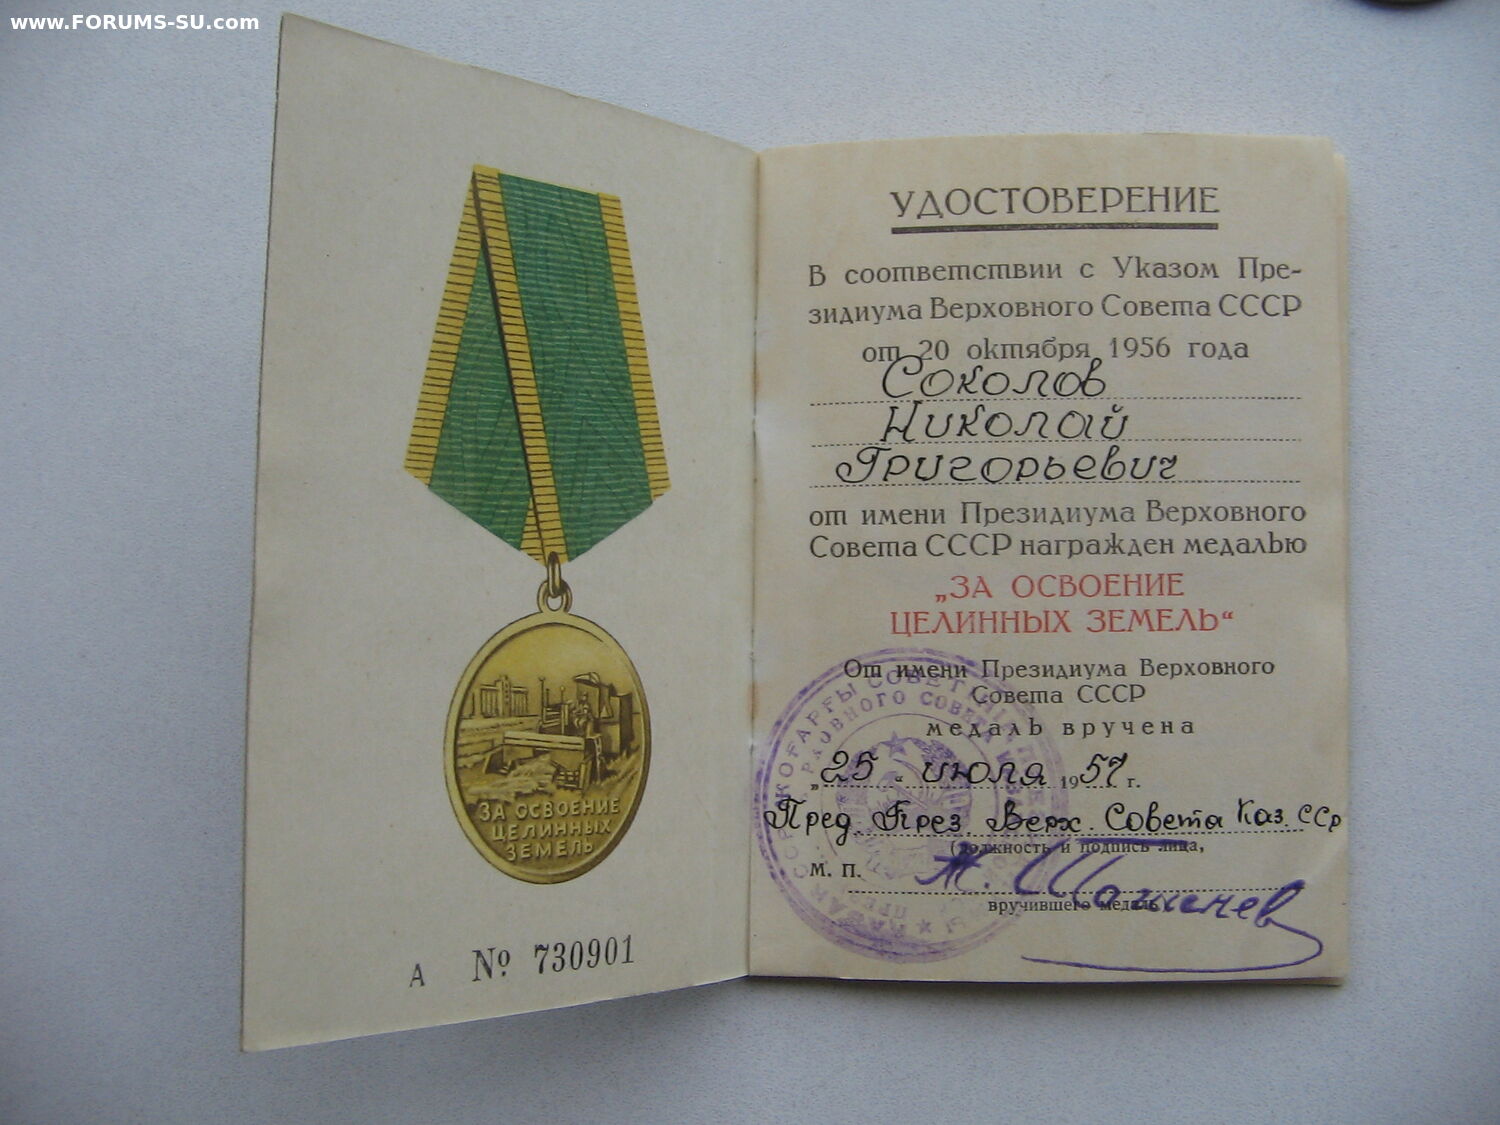 www.FORUMS-SU.com
ЗА ОСВОЕНИЕ
ЦЕЛИННЫХ
ЗЕМЕЛЬ
А № 730901
УДОСТОВЕРЕНИЕ
В соответствии с Указом Пре-
зидиума Верховного Совета СССР
от 20 октября 1956 года
Соколов
Николай
Григорьевич
от имени Президиума Верховного
Совета СССР награжден медалью
„ЗА ОСВОЕНИЕ
ЦЕЛИННЫХ ЗЕМЕЛЬ“
От имени Президиума Верховного
Совета СССР
медаль вручена
„25“ июля 1957 г.
Пред. През. Верх. Совета Каз. ССР
(должность и подпись лица,
М. П.
вручившего медаль)